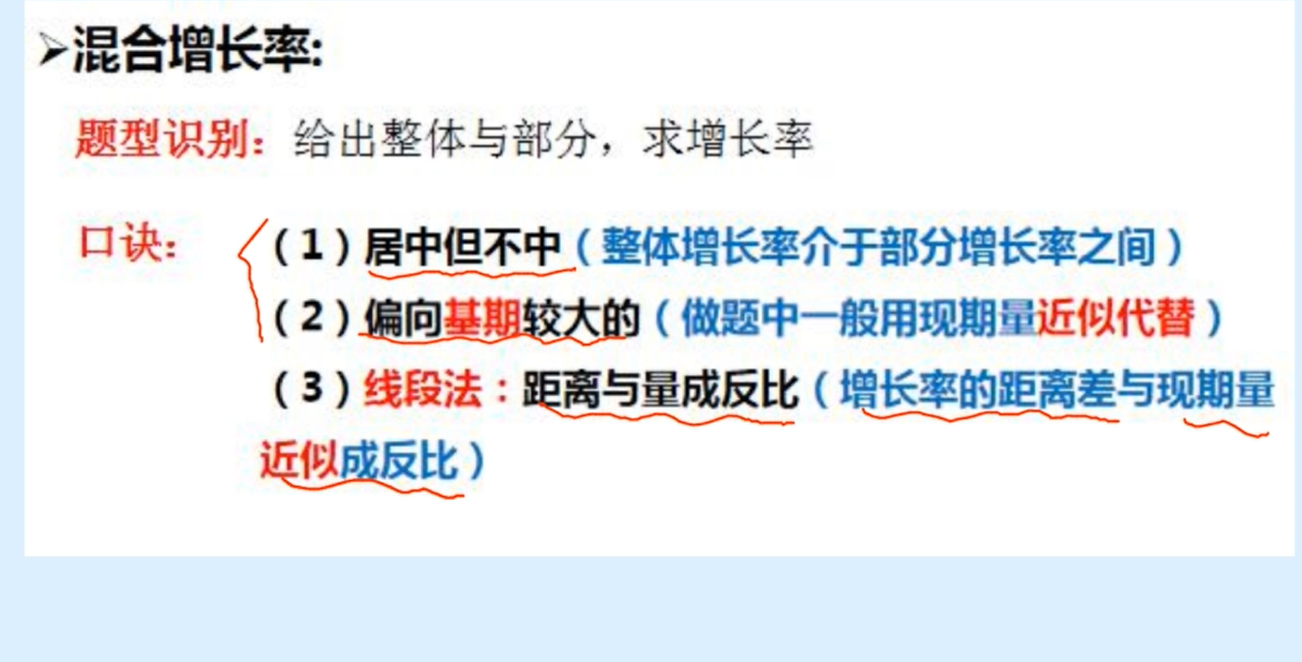 ➢混合增长率:
题型识别：给出整体与部分，求增长率
口诀：（1）居中但不中（整体增长率介于部分增长率之间）
（2）偏向基期较大的（做题中一般用现期量近似代替）
（3）线段法：距离与量成反比（增长率的距离差与现期量
近似成反比）